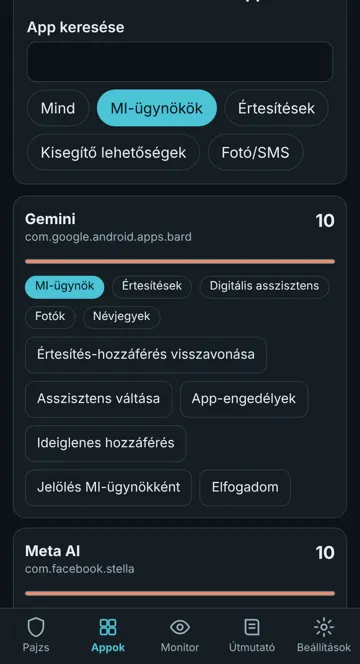 App keresése
Mind
MI-ügynökök
Értesítések
Kisegítő lehetőségek
Fotó/SMS
Gemini
10
com.google.android.apps.bard
MI-ügynök
Értesítések
Digitális asszisztens
Fotók
Névjegyek
Értesítés-hozzáférés visszavonása
Asszisztens váltása
App-engedélyek
Ideiglenes hozzáférés
Jelölés MI-ügynökként
Elfogadom
Meta AI
10
com.facebook.stella
Pajzs
Appok
Monitor
Útmutató
Beállítások